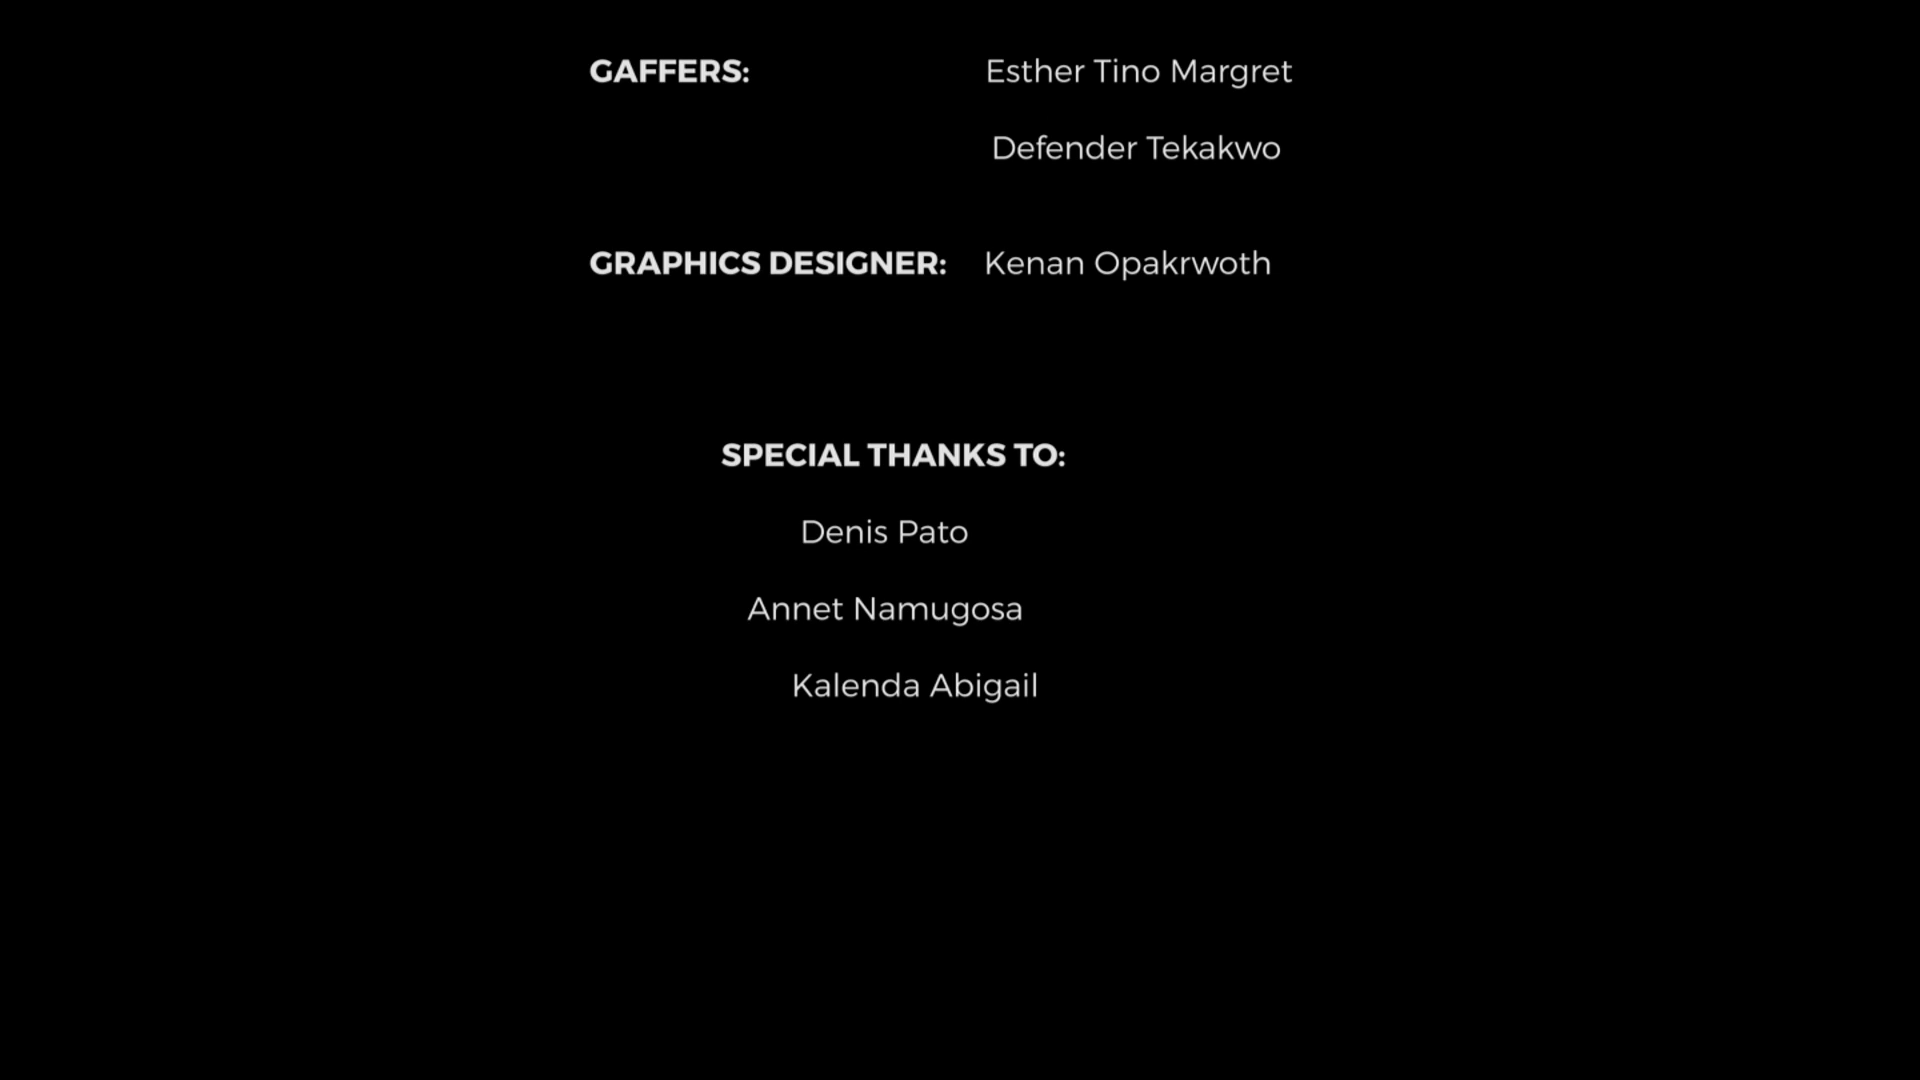 GAFFERS: Esther Tino Margret
Defender Tekakwo
GRAPHICS DESIGNER: Kenan Opakrwoth
SPECIAL THANKS TO:
Denis Pato
Annet Namugosa
Kalenda Abigail